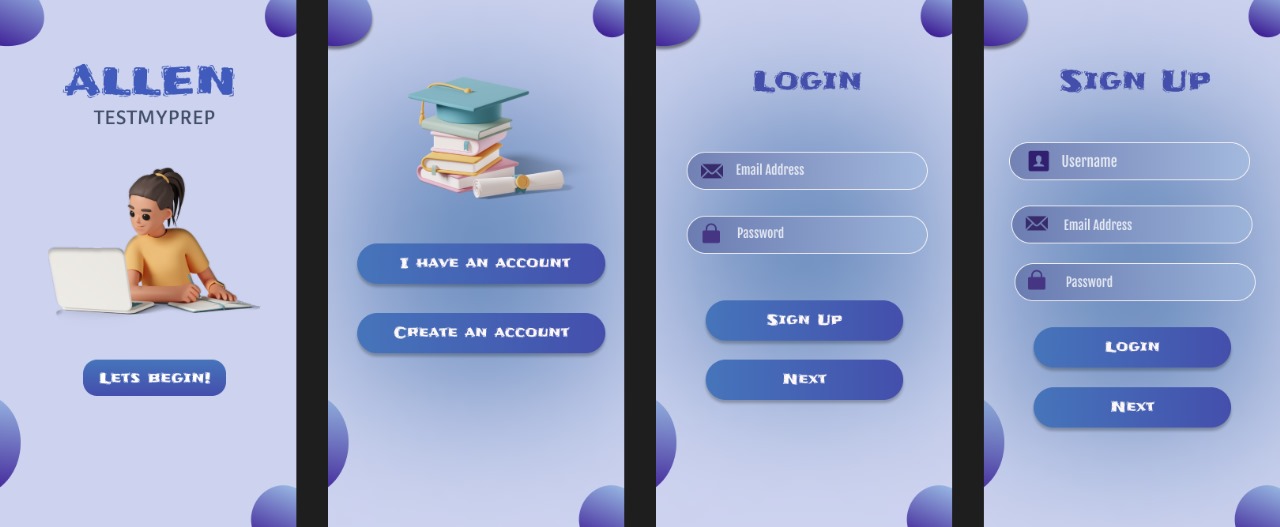 ALLEN
TESTMYPREP
Lets begin!
I have an account
Create an account
Login
Email Address
Password
Sign Up
Next
Sign Up
Username
Email Address
Password
Login
Next